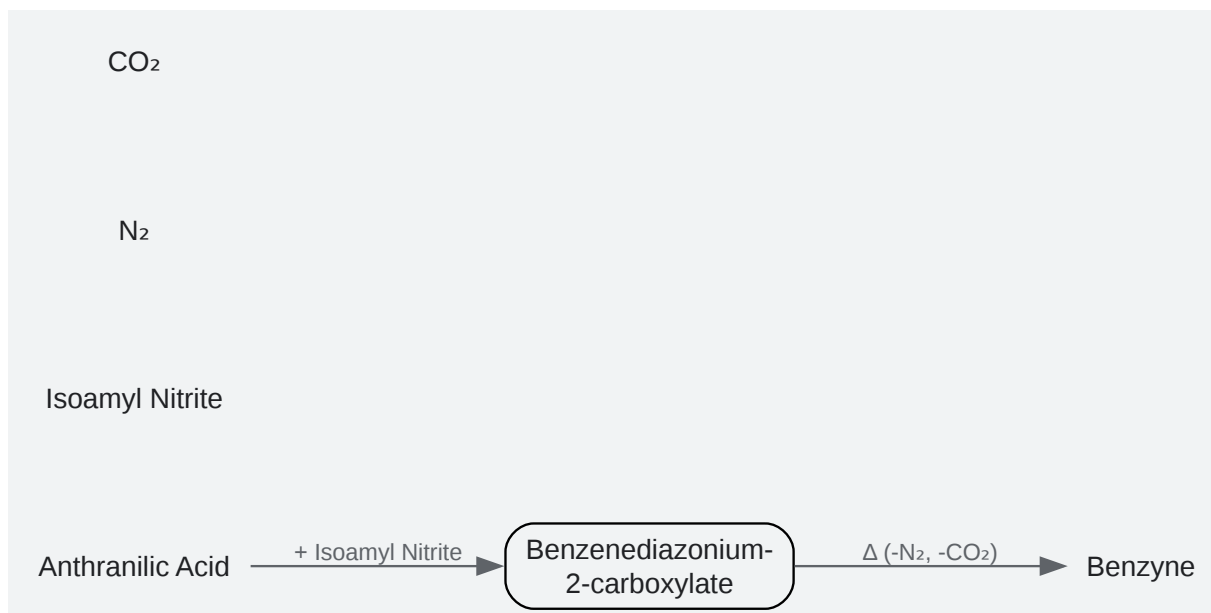 CO₂
N₂
Isoamyl Nitrite
Anthranilic Acid
+ Isoamyl Nitrite
Benzenediazonium-
2-carboxylate
Δ (-N₂, -CO₂)
Benzyne